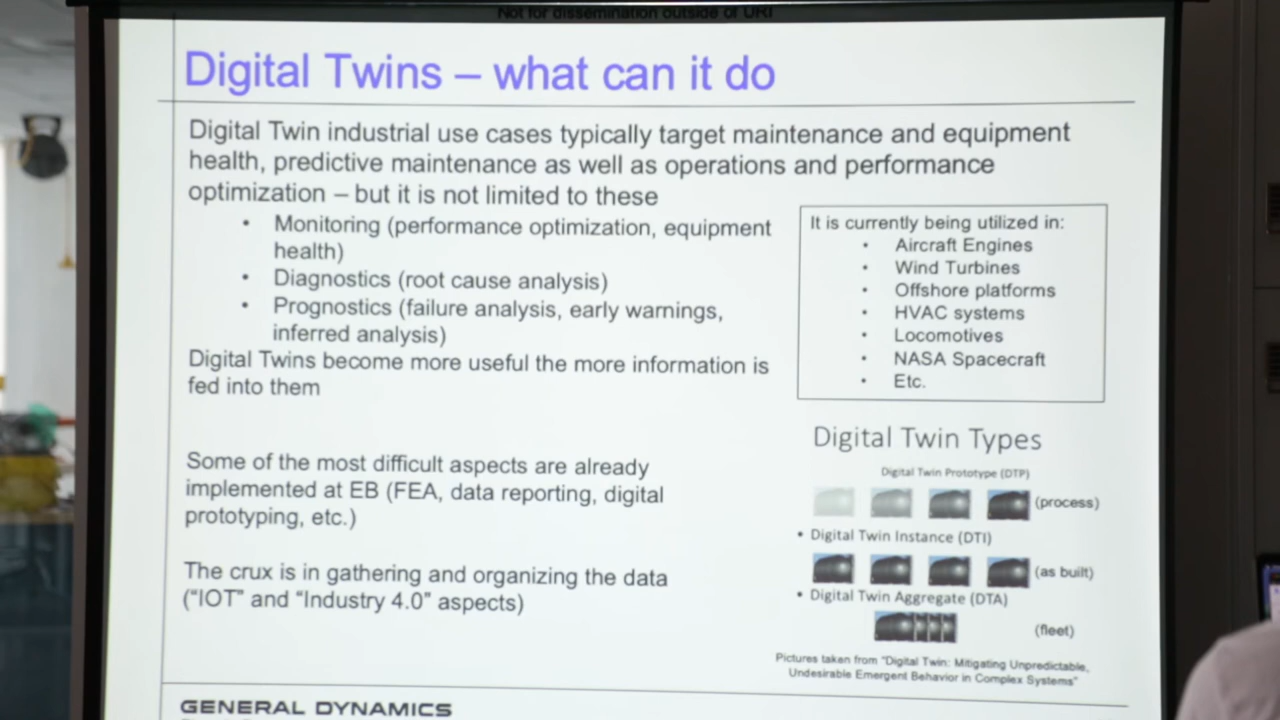 Not for dissemination outside of URI
Digital Twins – what can it do
Digital Twin industrial use cases typically target maintenance and equipment
health, predictive maintenance as well as operations and performance
optimization – but it is not limited to these
• Monitoring (performance optimization, equipment
health)
• Diagnostics (root cause analysis)
• Prognostics (failure analysis, early warnings,
inferred analysis)
Digital Twins become more useful the more information is
fed into them
Some of the most difficult aspects are already
implemented at EB (FEA, data reporting, digital
prototyping, etc.)
The crux is in gathering and organizing the data
(“IOT” and “Industry 4.0” aspects)
It is currently being utilized in:
• Aircraft Engines
• Wind Turbines
• Offshore platforms
• HVAC systems
• Locomotives
• NASA Spacecraft
• Etc.
Digital Twin Types
Digital Twin Prototype (DTP)
(process)
• Digital Twin Instance (DTI)
(as built)
• Digital Twin Aggregate (DTA)
(fleet)
Pictures taken from “Digital Twin: Mitigating Unpredictable,
Undesirable Emergent Behavior in Complex Systems”
GENERAL DYNAMICS